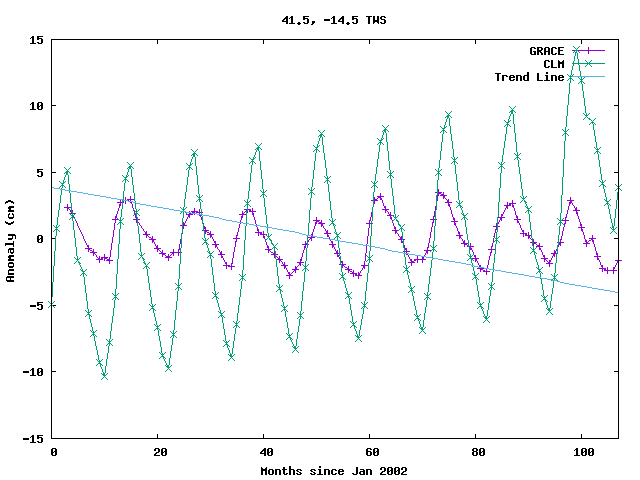 41.5, -14.5 TWS
GRACE
CLM
Trend Line
15
10
5
0
-5
-10
-15
Anomaly (cm)
0 20 40 60 80 100
Months since Jan 2002